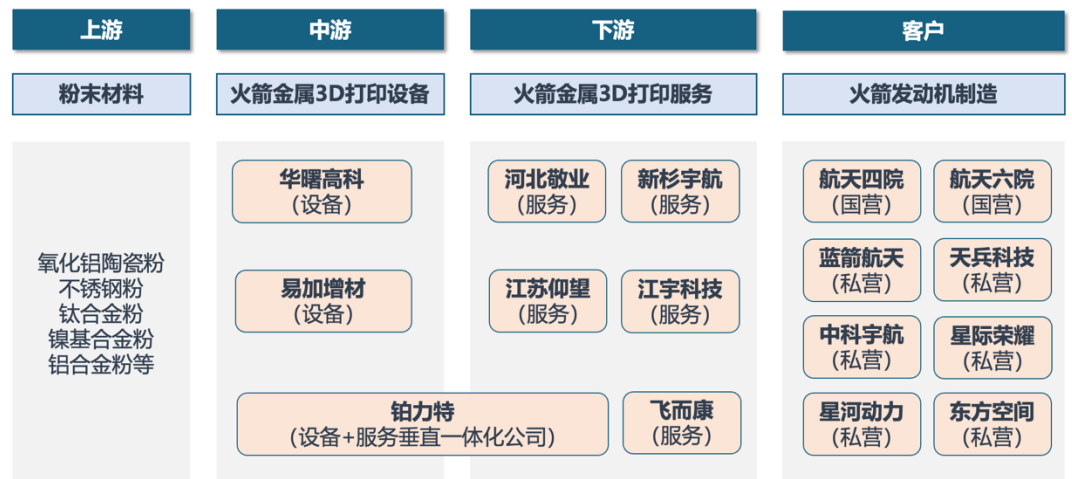 上游
中游
下游
客户
粉末材料
火箭金属3D打印设备
火箭金属3D打印服务
火箭发动机制造
氧化铝陶瓷粉
不锈钢粉
钛合金粉
镍基合金粉
铝合金粉等
华曙高科
(设备)
易加增材
(设备)
铂力特
(设备+服务垂直一体化公司)
河北敬业
(服务)
新杉宇航
(服务)
江苏仰望
(服务)
江宇科技
(服务)
飞而康
(服务)
航天四院
(国营)
航天六院
(国营)
蓝箭航天
(私营)
天兵科技
(私营)
中科宇航
(私营)
星际荣耀
(私营)
星河动力
(私营)
东方空间
(私营)